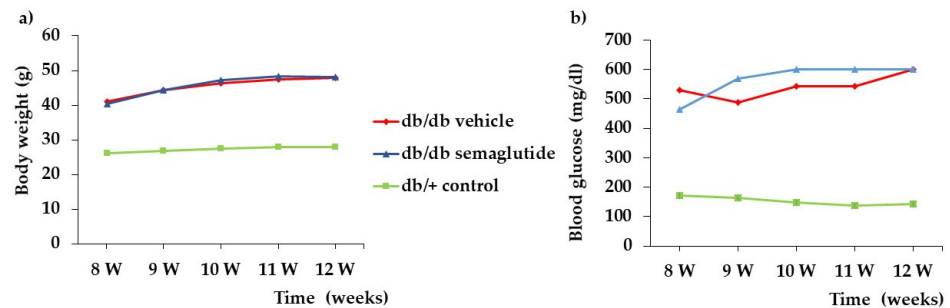 a)
Body weight (g)
60
50
40
30
20
10
0
8 W 9 W 10 W 11 W 12 W
Time (weeks)
db/db vehicle
db/db semaglutide
db/+ control
b)
Blood glucose (mg/dl)
700
600
500
400
300
200
100
0
8 W 9 W 10 W 11 W 12 W
Time (weeks)